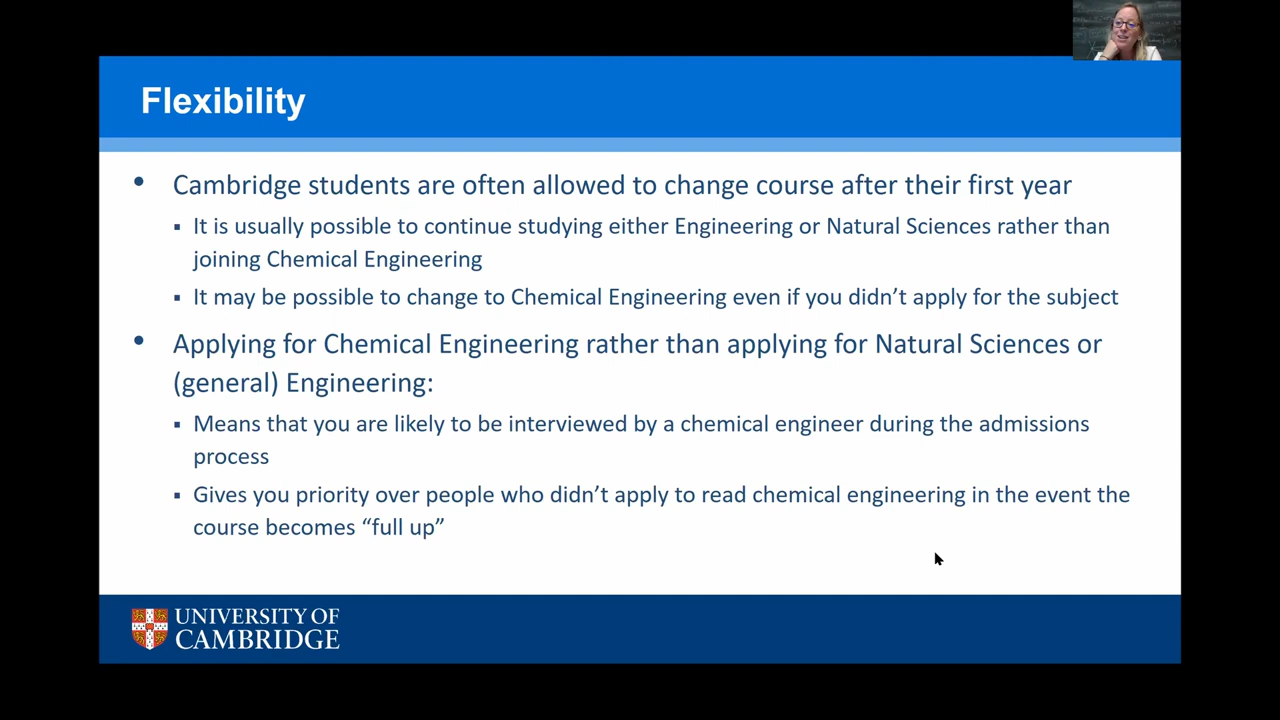 Flexibility
• Cambridge students are often allowed to change course after their first year
▪ It is usually possible to continue studying either Engineering or Natural Sciences rather than
joining Chemical Engineering
▪ It may be possible to change to Chemical Engineering even if you didn’t apply for the subject
• Applying for Chemical Engineering rather than applying for Natural Sciences or
(general) Engineering:
▪ Means that you are likely to be interviewed by a chemical engineer during the admissions
process
▪ Gives you priority over people who didn’t apply to read chemical engineering in the event the
course becomes “full up”
UNIVERSITY OF
CAMBRIDGE